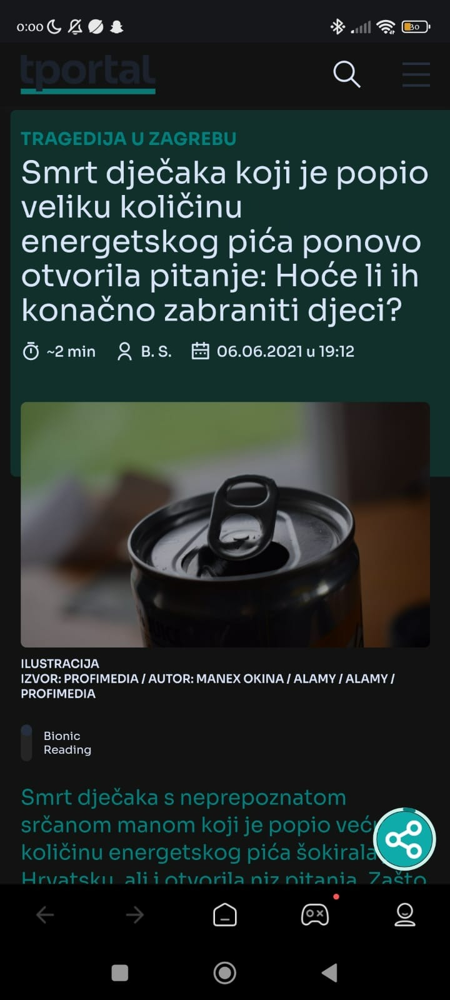 0:00
30
tportal
TRAGEDIJA U ZAGREBU
Smrt dječaka koji je popio
veliku količinu
energetskog pića ponovo
otvorila pitanje: Hoće li ih
konačno zabraniti djeci?
~2 min B. S. 06.06.2021 u 19:12
ILUSTRACIJA
IZVOR: PROFIMEDIA / AUTOR: MANEX OKINA / ALAMY / ALAMY /
PROFIMEDIA
Bionic
Reading
Smrt dječaka s neprepoznatom
srčanom manom koji je popio veću
količinu energetskog pića šokirala
Hrvatsku, ali i otvorila niz pitanja. Zašto